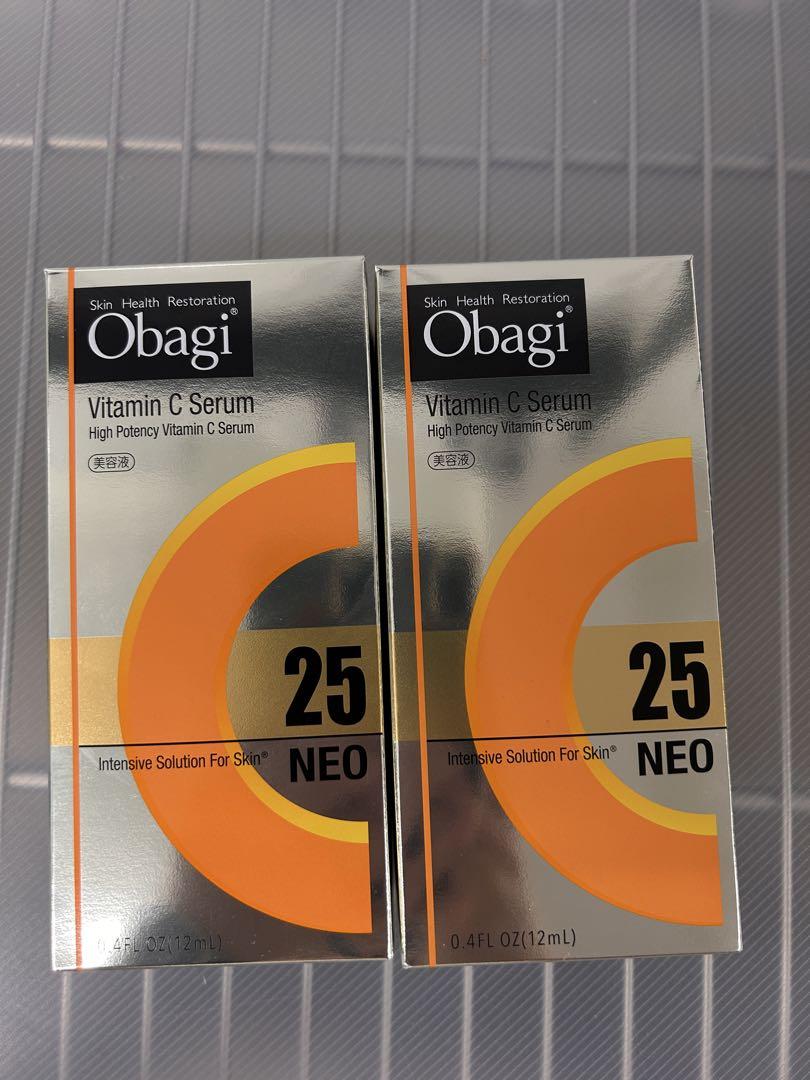 Skin Health Restoration
Obagi®
Vitamin C Serum
High Potency Vitamin C Serum
美容液
25
Intensive Solution For Skin®
NEO
0.4FL OZ(12mL)
Skin Health Restoration
Obagi®
Vitamin C Serum
High Potency Vitamin C Serum
美容液
25
Intensive Solution For Skin®
NEO
0.4FL OZ(12mL)